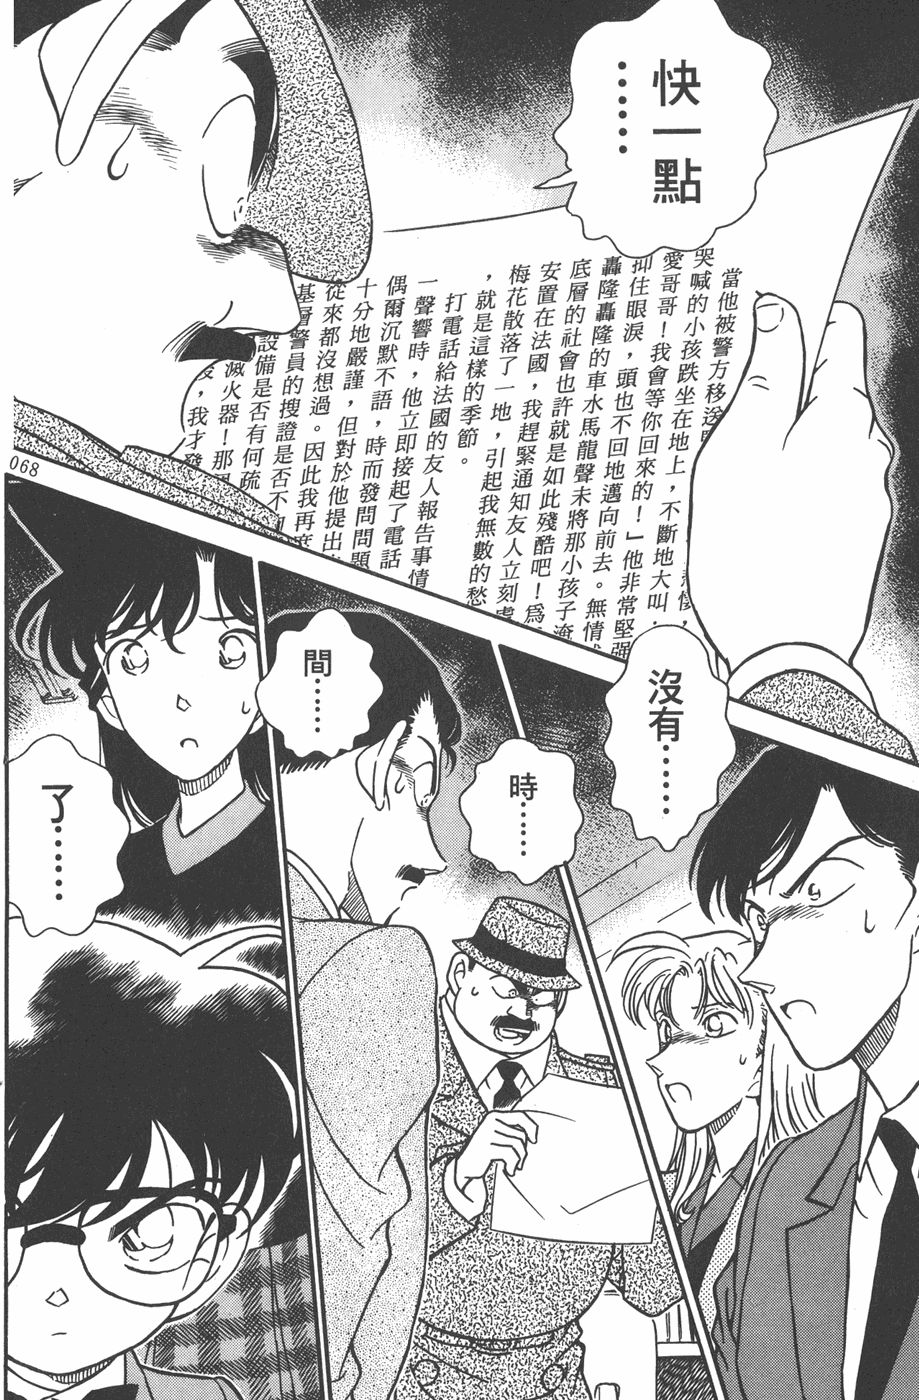 快一點
……
當他被警方移送
哭喊的小孩跌坐在地上，不斷地大叫．
愛哥哥！我會等你回來的！」他非常堅強
抑住眼淚，頭也不回地邁向前去。無情
轟隆轟隆的車水馬龍聲未將那小孩子淹
底層的社會也許就是如此殘酷吧！為
安置在法國，我趕緊通知友人立刻處
梅花散落了一地，引起我無數的愁
，就是這樣的季節。
打電話給法國的友人報告事情
一聲響時，他立即接起了電話
偶爾沉默不語，時而發問問題
十分地嚴謹，但對於他提出
從來都沒想過。因此我再度
基層警員的搜證是否不
設備是否有何疏
滅火器！那
，我才發
068
沒有……
時……
間……
了……